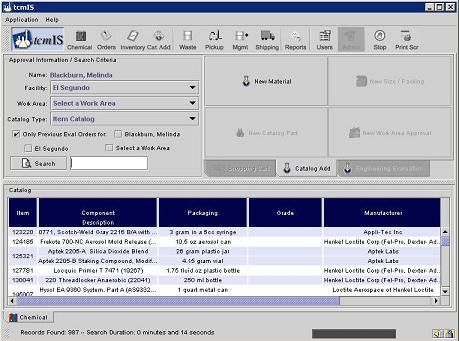 tcmIS
Application Help
tcmIS Chemical Orders Inventory Cat. Add Waste Pickup Mgmt Shipping Reports Users Admin Stop Print Scr
Approval Information / Search Criteria
Name: Blackburn, Melinda
Facility: El Segundo
Work Area: Select a Work Area
Catalog Type: Item Catalog
Only Previous Eval Orders for: Blackburn, Melinda
El Segundo Select a Work Area
Search
New Material New Size / Packing
New Catalog Part New Work Area Approval
Shopping Cart Catalog Add Engineering Evaluation
Catalog
Item Component Packaging Grade Manufacturer
Description
123220 0771, Scotch-Weld Gray 2216 B/A with ... 3 gram in a 5cc syringe Appli-Tec Inc
124185 Frekote 700-NC Aerosol Mold Release (... 10.5 oz aerosol can Henkel Loctite Corp (Fel-Pro, Dexter- Ad...
125321 Aptek 2205-A Silica Dioxide Blend 26 gram plastic jar Aptek Labs
Aptek 2205-B Staking Compound, Modif... 4.16 gram vial Aptek Labs
127781 Locquic Primer T 7471 (19267) 1.75 fluid oz plastic bottle Henkel Loctite Corp (Fel-Pro, Dexter- Ad...
130041 220 Threadlocker Anaerobic (22041) 250 ml bottle Henkel Loctite Corp (Fel-Pro, Dexter- Ad...
Hysol EA 9360 System, Part A (AS9332... 1 quart metal can Loctite Aerospace of Henkel Loctite
Chemical
Records Found: 987 -- Search Duration: 0 minutes and 14 seconds